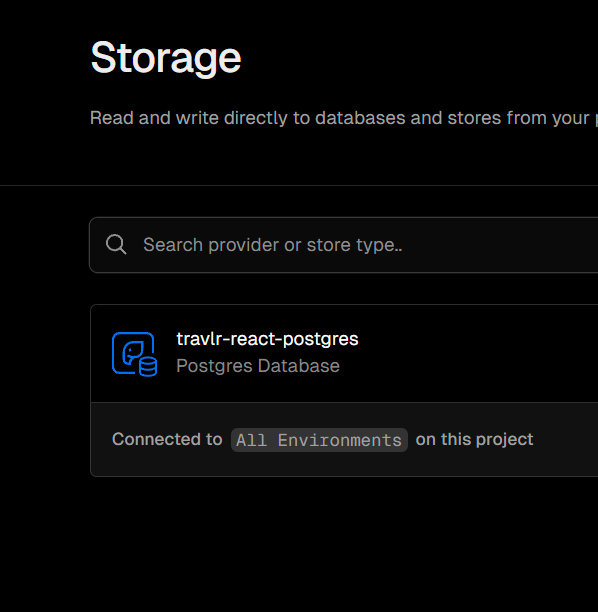 Storage
Read and write directly to databases and stores from your
Search provider or store type..
travlr-react-postgres
Postgres Database
Connected to All Environments on this project